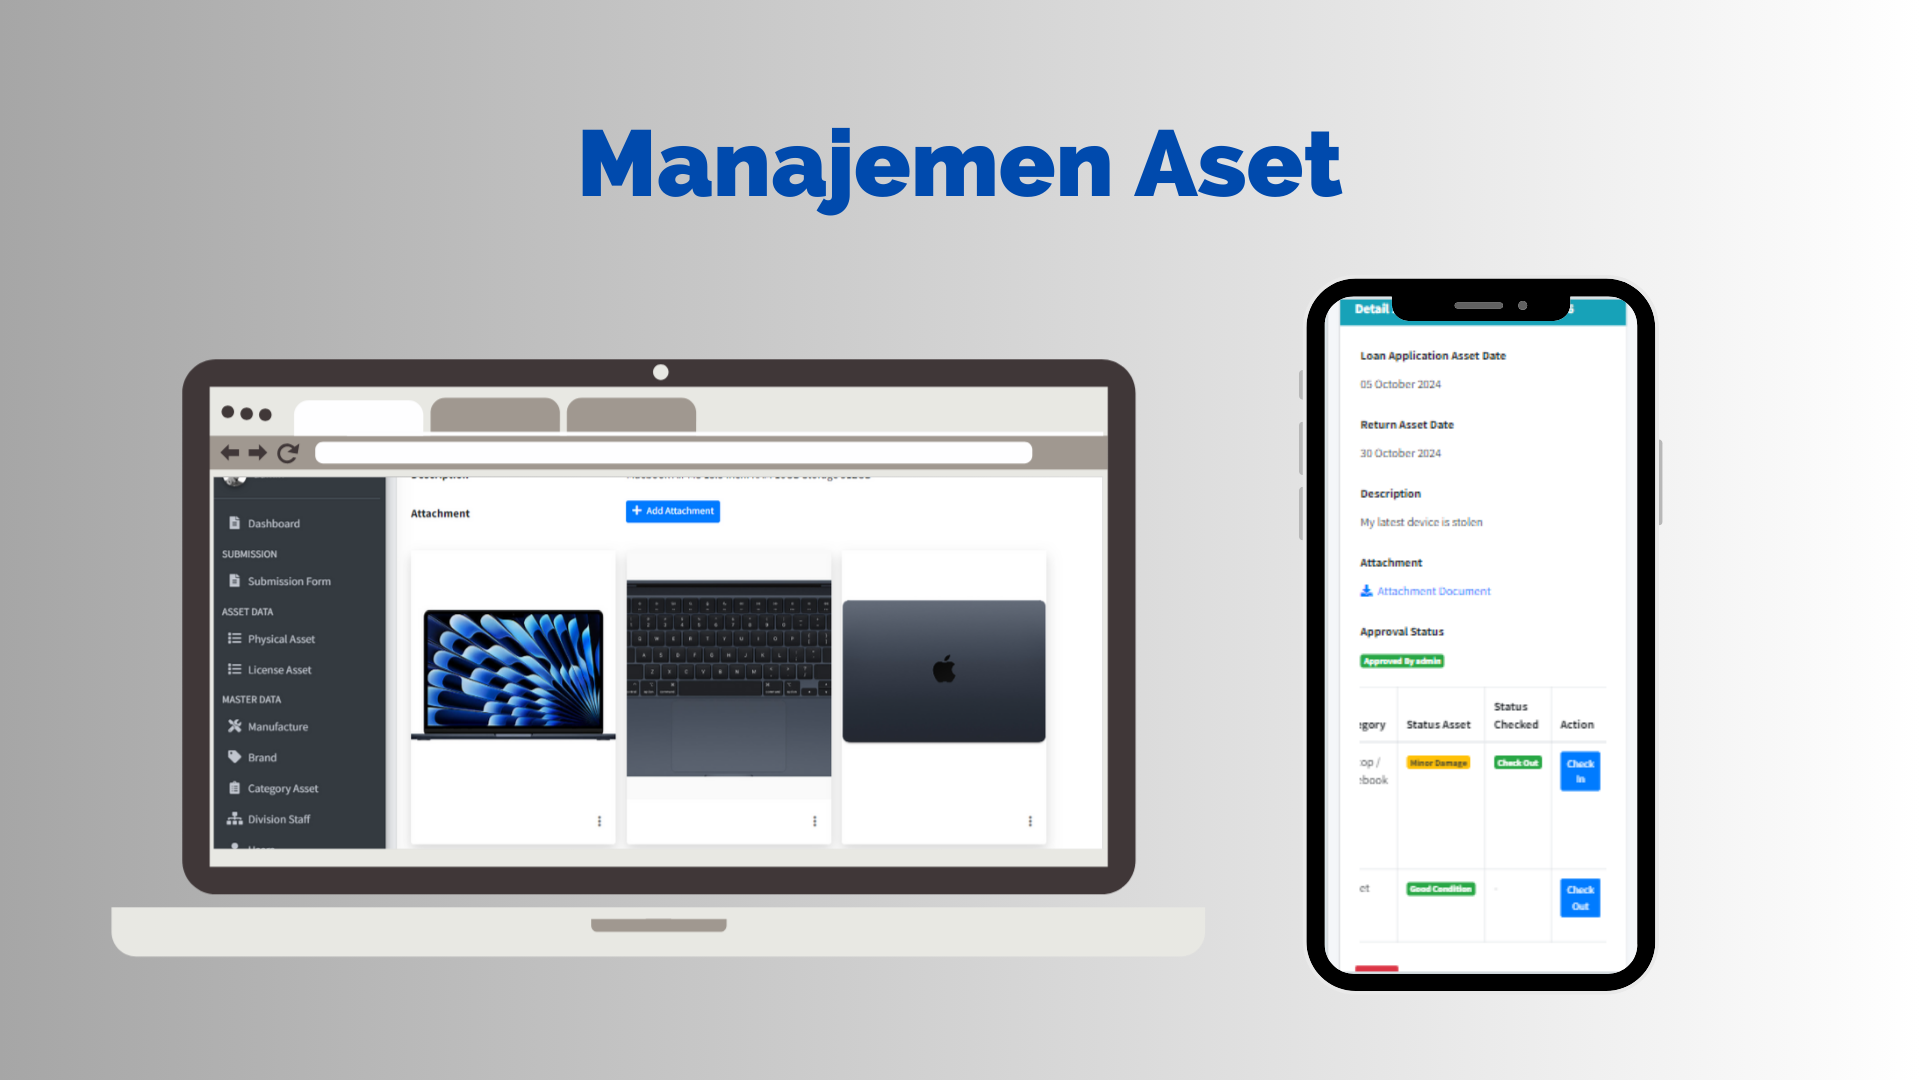 Manajemen Aset
Attachment
Add Attachment
Dashboard
SUBMISSION
Submission Form
ASSET DATA
Physical Asset
License Asset
MASTER DATA
Manufacture
Brand
Category Asset
Division Staff
Detail
Loan Application Asset Date
05 October 2024
Return Asset Date
30 October 2024
Description
My latest device is stolen
Attachment
Attachment Document
Approval Status
Approved By admin
Status Asset
Status
Checked
Action
Minor Damage
Check Out
Check
In
Good Condition
-
Check
Out